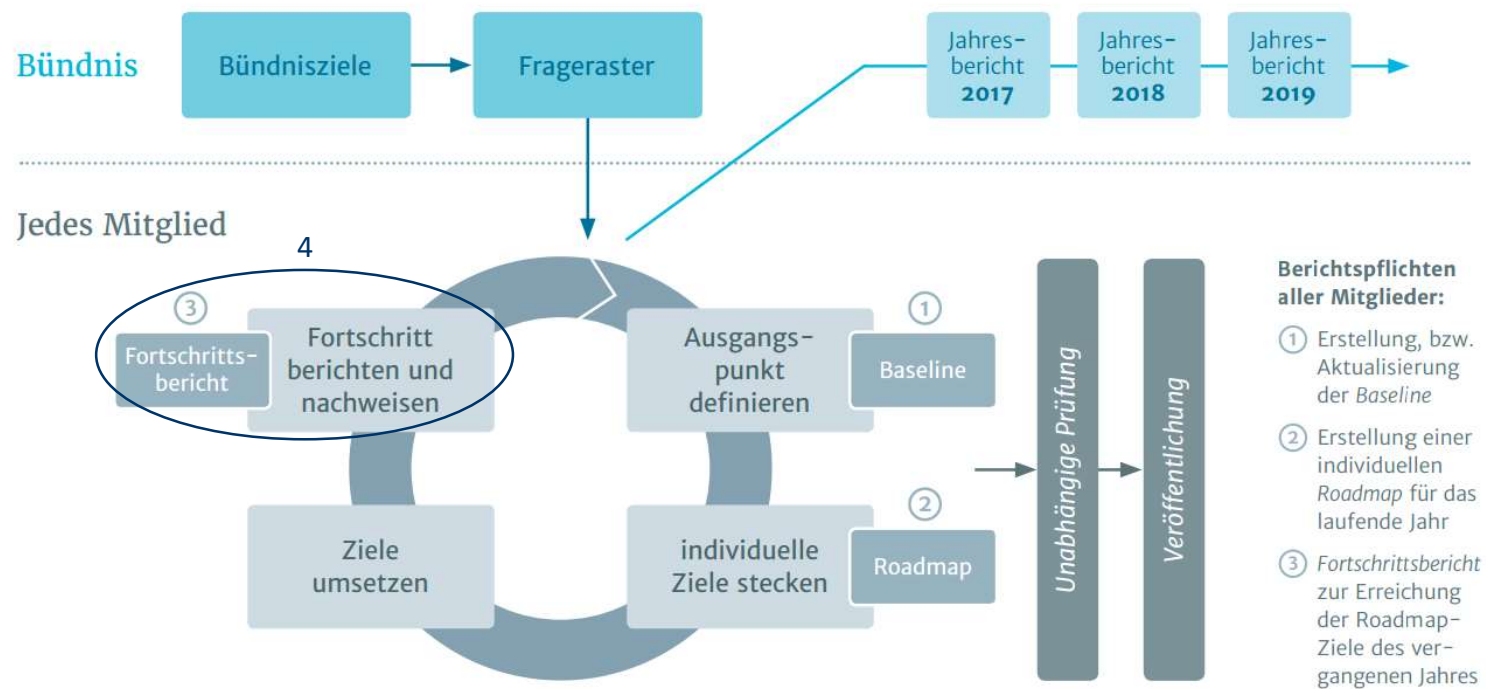 Bündnis
Bündnisziele
Frageraster
Jahres-
bericht
2017
Jahres-
bericht
2018
Jahres-
bericht
2019
Jedes Mitglied
4
3
Fortschritts-
bericht
Fortschritt
berichten und
nachweisen
Ausgangs-
punkt
definieren
1
Baseline
Ziele
umsetzen
individuelle
Ziele stecken
2
Roadmap
Unabhängige Prüfung
Veröffentlichung
Berichtspflichten
aller Mitglieder:
1 Erstellung, bzw.
Aktualisierung
der Baseline
2 Erstellung einer
individuellen
Roadmap für das
laufende Jahr
3 Fortschrittsbericht
zur Erreichung
der Roadmap-
Ziele des ver-
gangenen Jahres